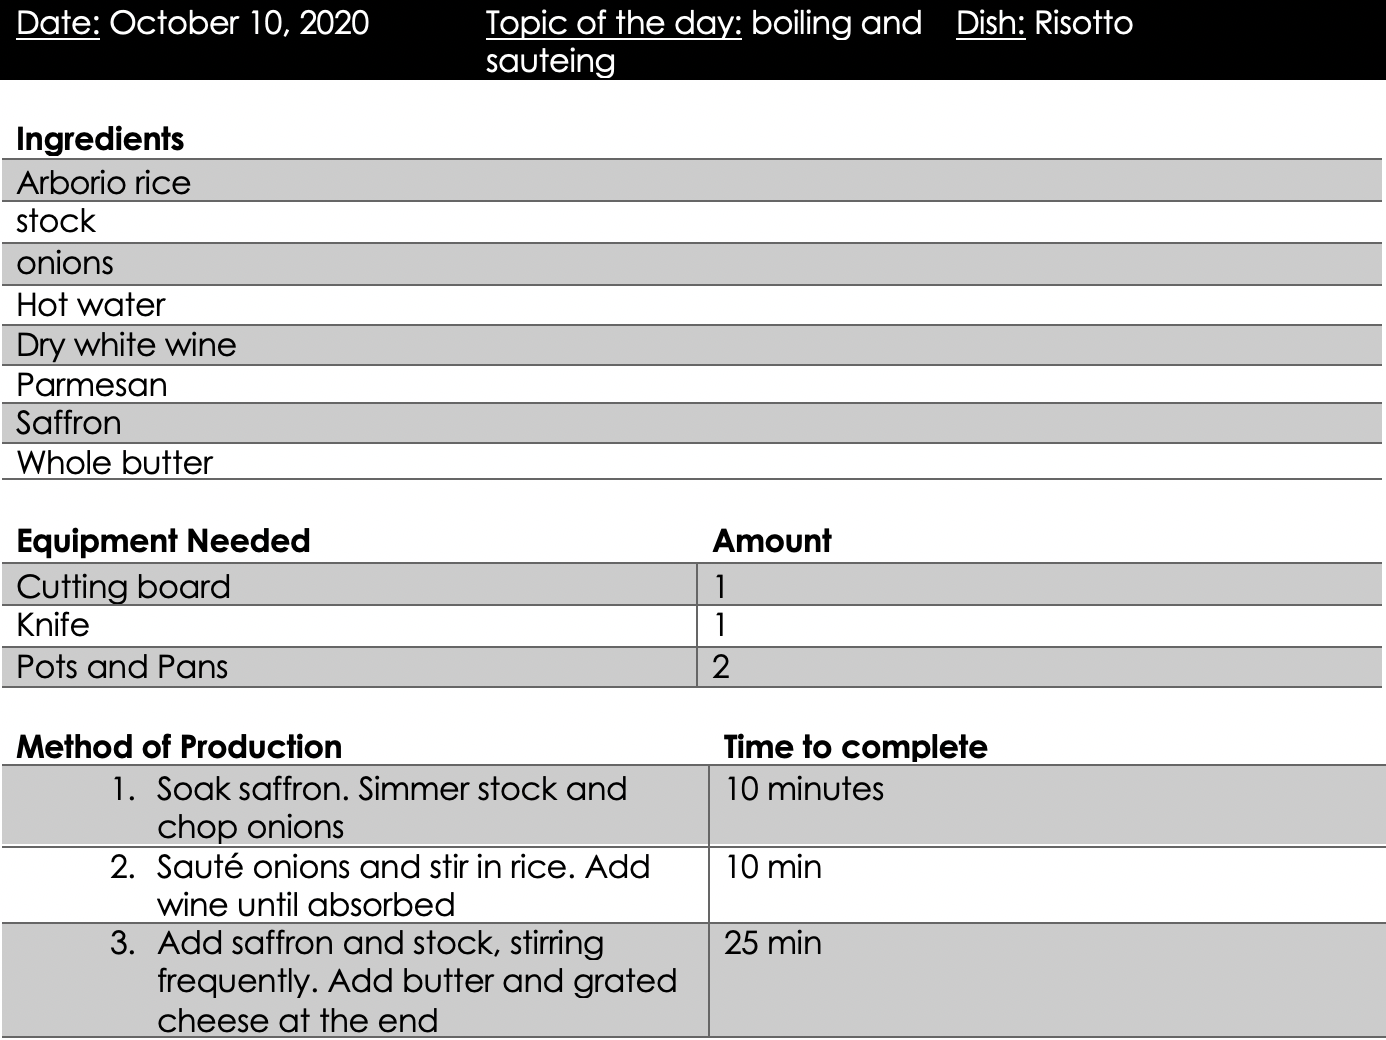 Date: October 10, 2020 Topic of the day: boiling and Dish: Risotto
sauteing
Ingredients
Arborio rice
stock
onions
Hot water
Dry white wine
Parmesan
Saffron
Whole butter
Equipment Needed Amount
Cutting board 1
Knife 1
Pots and Pans 2
Method of Production Time to complete
1. Soak saffron. Simmer stock and 10 minutes
chop onions
2. Sauté onions and stir in rice. Add 10 min
wine until absorbed
3. Add saffron and stock, stirring 25 min
frequently. Add butter and grated
cheese at the end